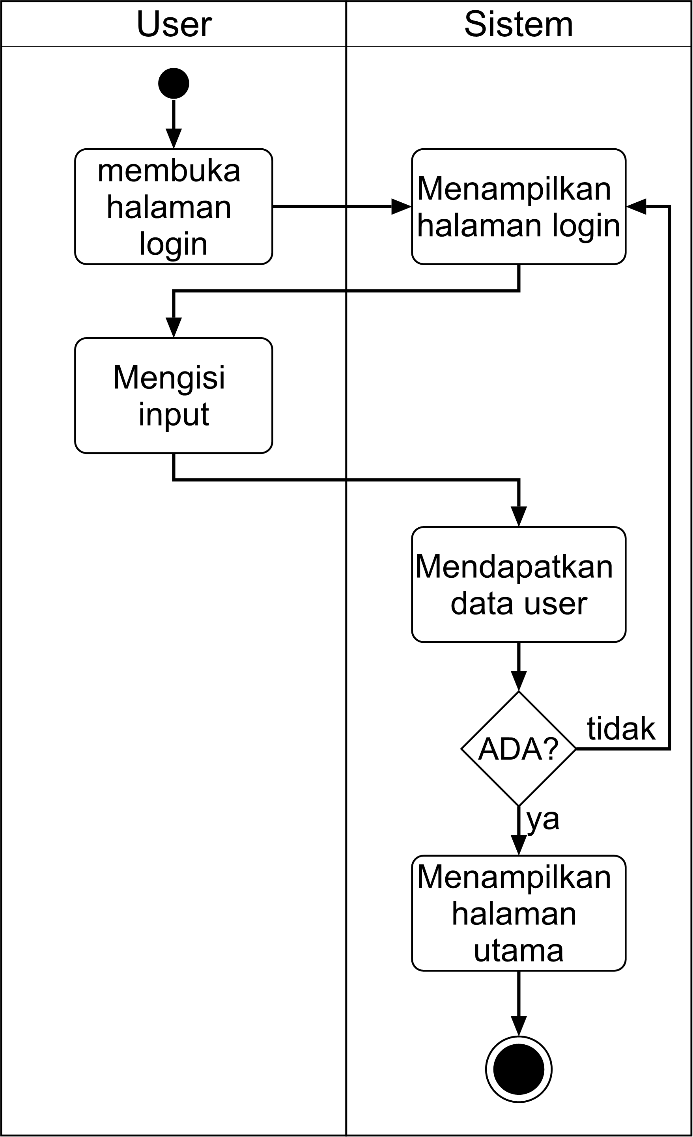 User
Sistem
membuka
halaman
login
Menampilkan
halaman login
Mengisi
input
Mendapatkan
data user
ADA?
tidak
ya
Menampilkan
halaman
utama